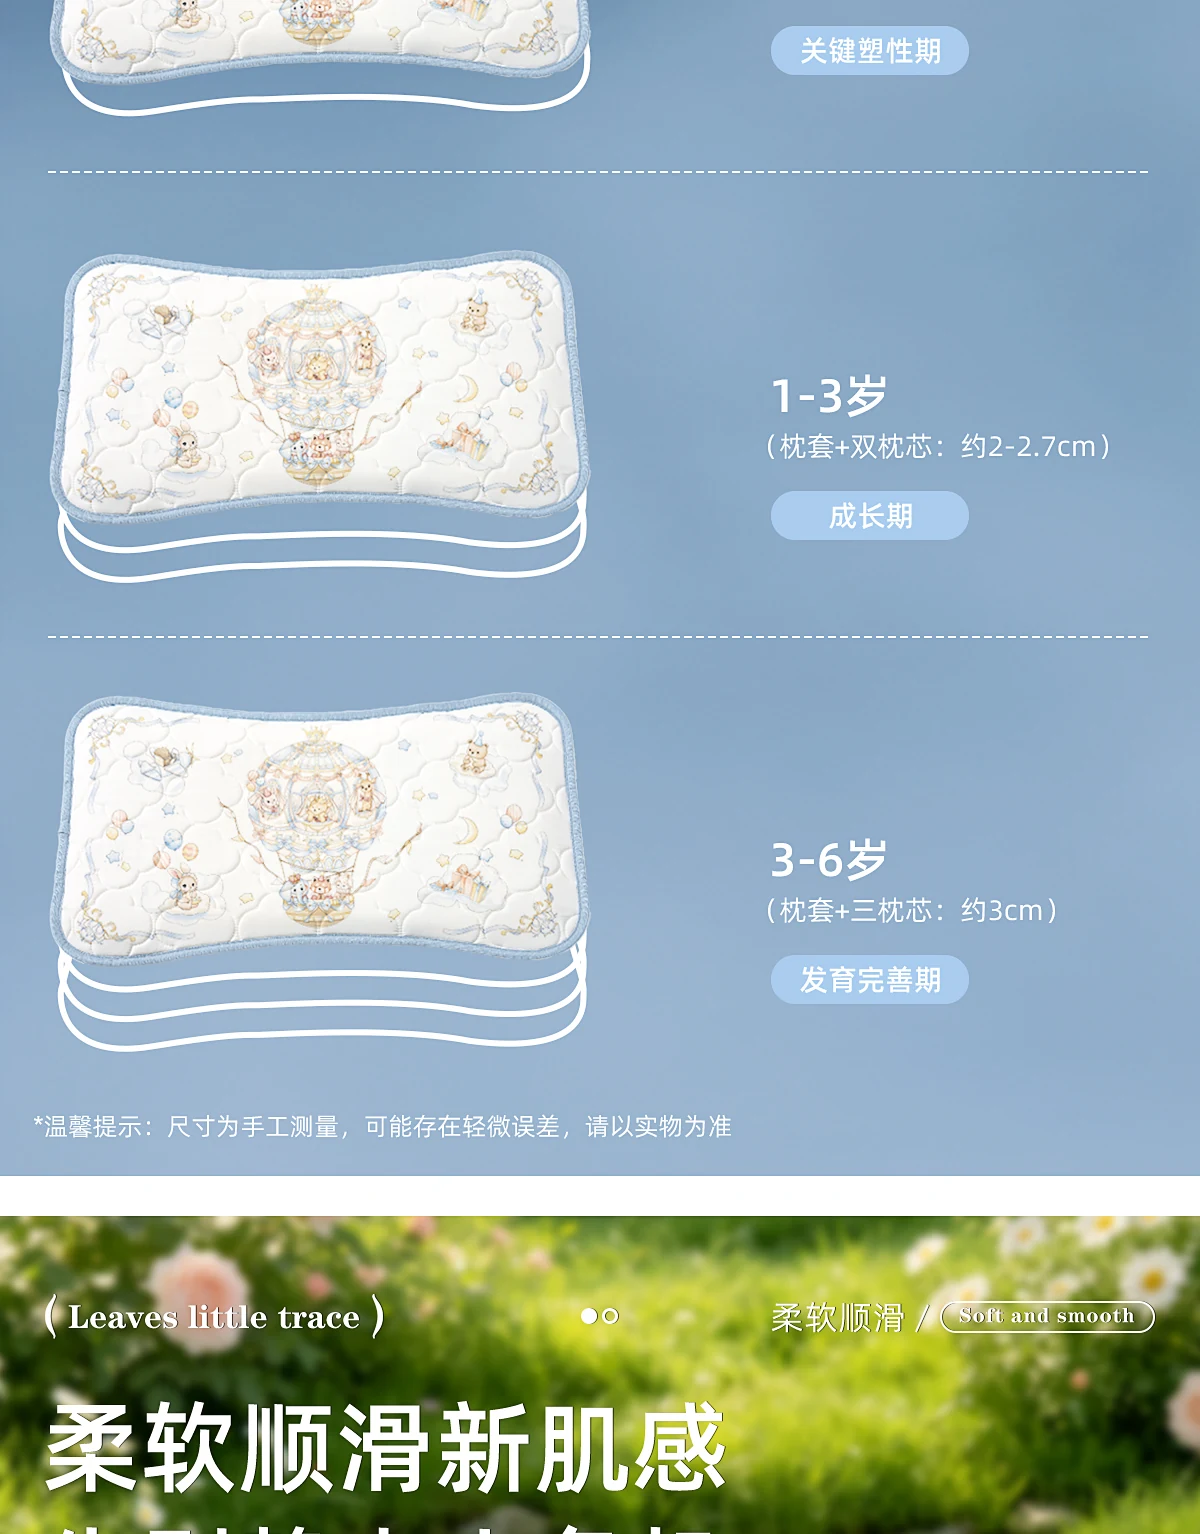 关键塑性期
1-3岁
（枕套+双枕芯：约2-2.7cm）
成长期
3-6岁
（枕套+三枕芯：约3cm）
发育完善期
*温馨提示：尺寸为手工测量，可能存在轻微误差，请以实物为准
( Leaves little trace )
柔软顺滑 / Soft and smooth
柔软顺滑新肌感